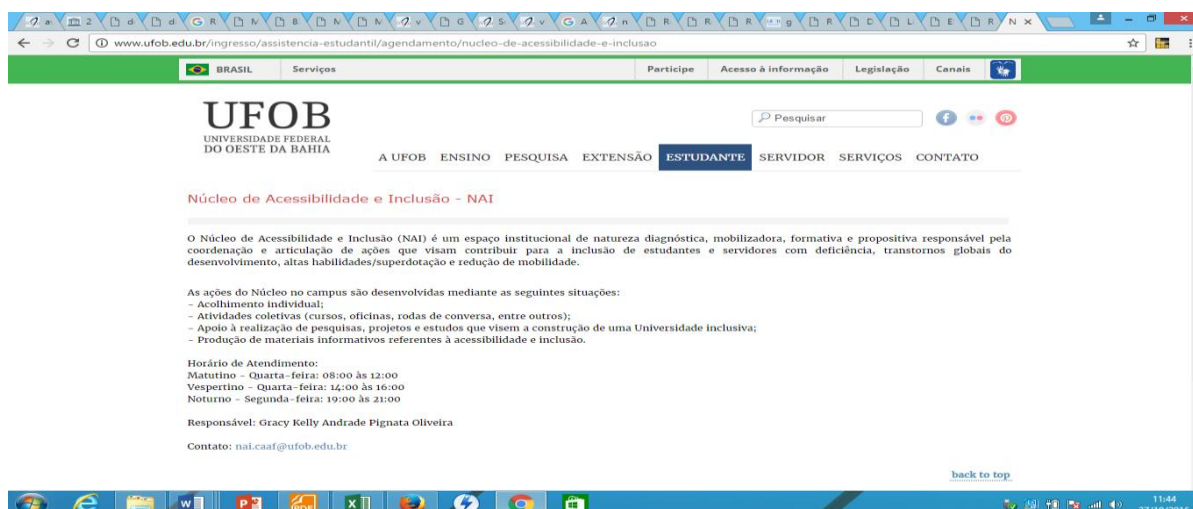 www.ufob.edu.br/ingresso/assistencia-estudantil/agendamento/nucleo-de-acessibilidade-e-inclusao
BRASIL Serviços Participe Acesso à informação Legislação Canais
UFOB
UNIVERSIDADE FEDERAL
DO OESTE DA BAHIA
Pesquisar
A UFOB ENSINO PESQUISA EXTENSÃO ESTUDANTE SERVIDOR SERVIÇOS CONTATO
Núcleo de Acessibilidade e Inclusão - NAI
O Núcleo de Acessibilidade e Inclusão (NAI) é um espaço institucional de natureza diagnóstica, mobilizadora, formativa e propositiva responsável pela
coordenação e articulação de ações que visam contribuir para a inclusão de estudantes e servidores com deficiência, transtornos globais do
desenvolvimento, altas habilidades/superdotação e redução de mobilidade.
As ações do Núcleo no campus são desenvolvidas mediante as seguintes situações:
- Acolhimento individual;
- Atividades coletivas (cursos, oficinas, rodas de conversa, entre outros);
- Apoio à realização de pesquisas, projetos e estudos que visem a construção de uma Universidade inclusiva;
- Produção de materiais informativos referentes à acessibilidade e inclusão.
Horário de Atendimento:
Matutino - Quarta-feira: 08:00 às 12:00
Vespertino - Quarta-feira: 14:00 às 16:00
Noturno - Segunda-feira: 19:00 às 21:00
Responsável: Gracy Kelly Andrade Pignata Oliveira
Contato: nai.caaf@ufob.edu.br
back to top
11:44